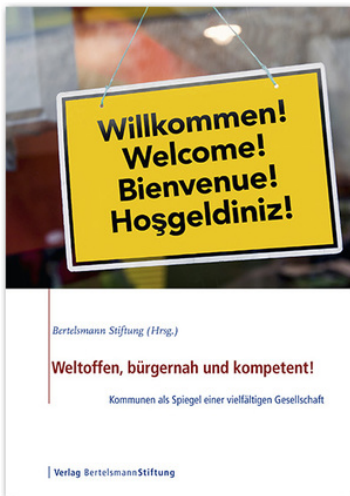 Willkommen!
Welcome!
Bienvenue!
Hoşgeldiniz!
Bertelsmann Stiftung (Hrsg.)
Weltoffen, bürgernah und kompetent!
Kommunen als Spiegel einer vielfältigen Gesellschaft
Verlag BertelsmannStiftung